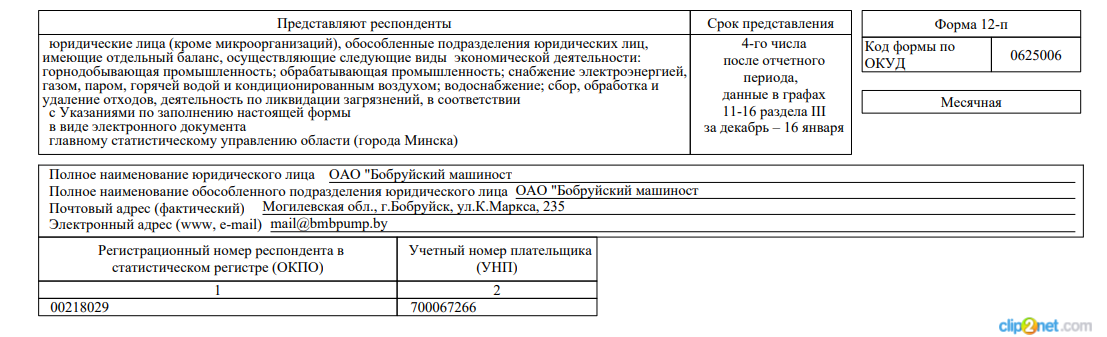 Представляют респонденты
юридические лица (кроме микроорганизаций), обособленные подразделения юридических лиц,
имеющие отдельный баланс, осуществляющие следующие виды экономической деятельности:
горнодобывающая промышленность; обрабатывающая промышленность; снабжение электроэнергией,
газом, паром, горячей водой и кондиционированным воздухом; водоснабжение; сбор, обработка и
удаление отходов, деятельность по ликвидации загрязнений, в соответствии
с Указаниями по заполнению настоящей формы
в виде электронного документа
главному статистическому управлению области (города Минска)
Срок представления
4-го числа
после отчетного
периода,
данные в графах
11-16 раздела III
за декабрь – 16 января
Форма 12-п
Код формы по
ОКУД
0625006
Месячная
Полное наименование юридического лица ОАО "Бобруйский машиност
Полное наименование обособленного подразделения юридического лица ОАО "Бобруйский машиност
Почтовый адрес (фактический) Могилевская обл., г.Бобруйск, ул.К.Маркса, 235
Электронный адрес (www, e-mail) mail@bmbpump.by
Регистрационный номер респондента в
статистическом регистре (ОКПО)
Учетный номер плательщика
(УНП)
1 2
00218029 700067266
clip2net.com